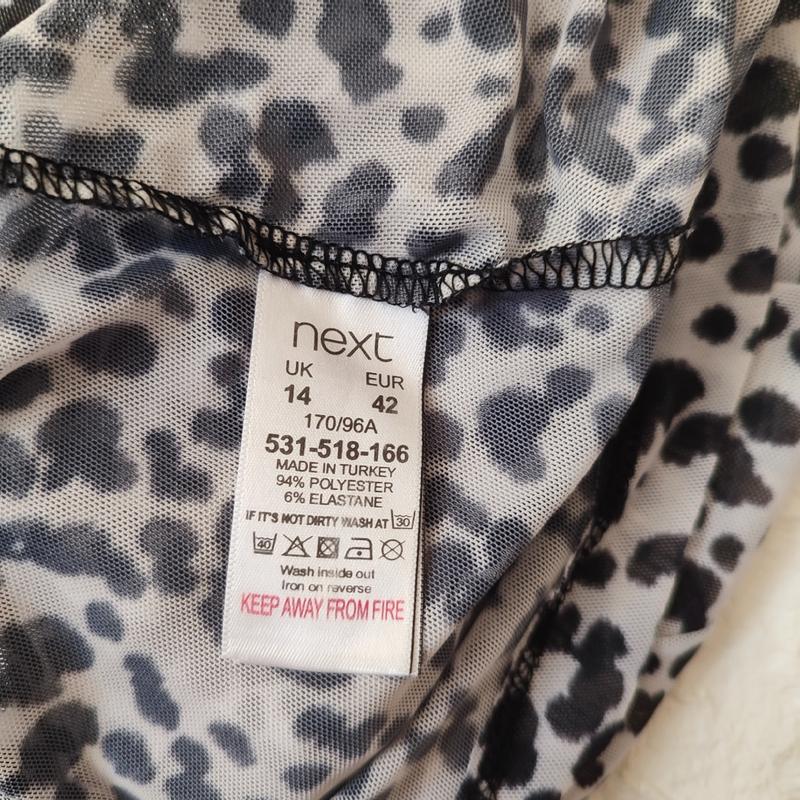 next
UK EUR
14 42
170/96A
531-518-166
MADE IN TURKEY
94% POLYESTER
6% ELASTANE
IF IT'S NOT DIRTY WASH AT 30
40
Wash inside out
Iron on reverse
KEEP AWAY FROM FIRE